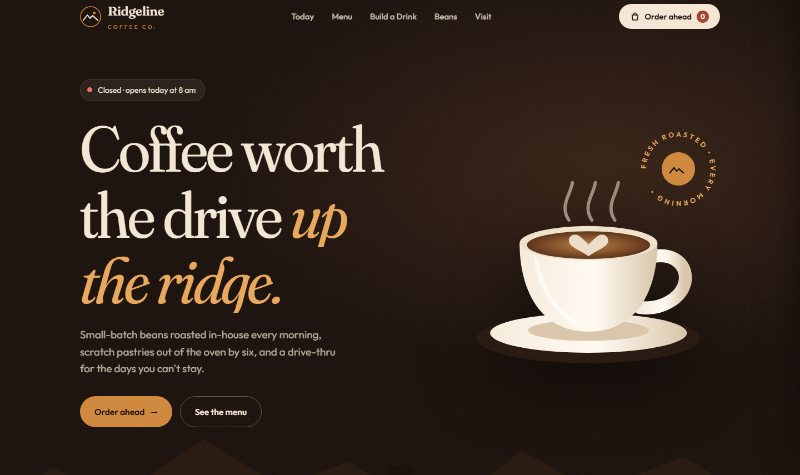 Ridgeline
COFFEE CO.
Today
Menu
Build a Drink
Beans
Visit
Order ahead 0
Closed · opens today at 8 am
Coffee worth
the drive up
the ridge.
FRESH ROASTED · EVERY MORNING ·
Small-batch beans roasted in-house every morning,
scratch pastries out of the oven by six, and a drive-thru
for the days you can't stay.
Order ahead →
See the menu